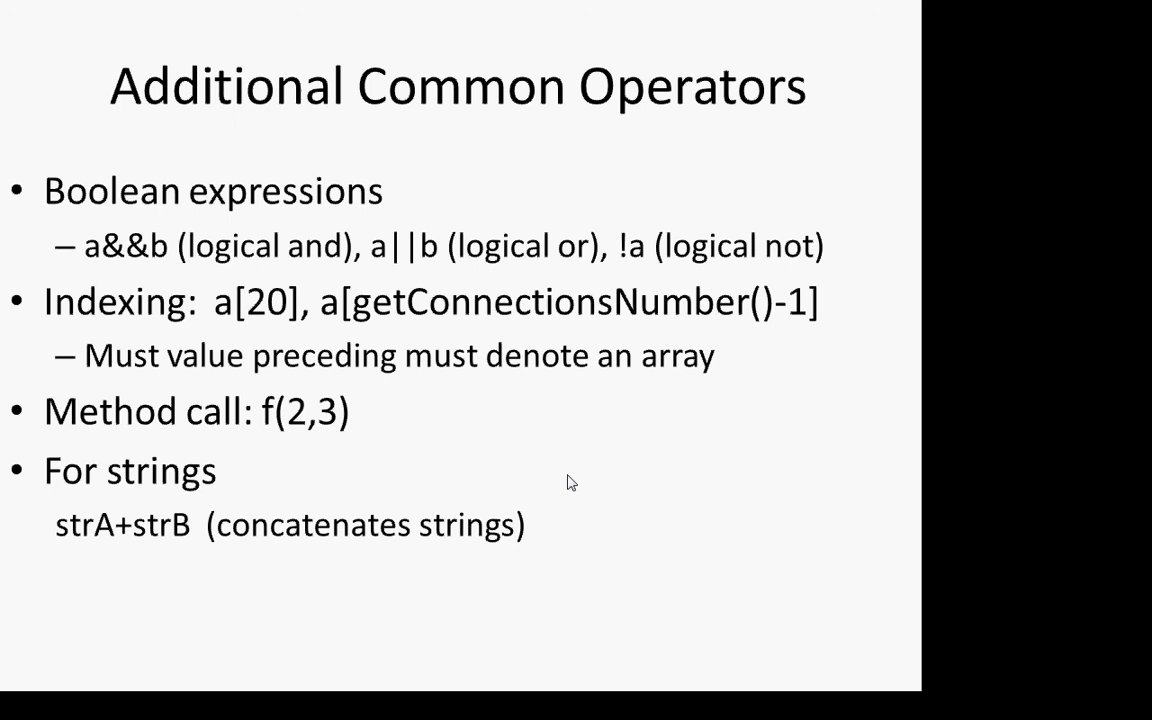 Additional Common Operators
• Boolean expressions
– a&&b (logical and), a||b (logical or), !a (logical not)
• Indexing: a[20], a[getConnectionsNumber()-1]
– Must value preceding must denote an array
• Method call: f(2,3)
• For strings
strA+strB (concatenates strings)